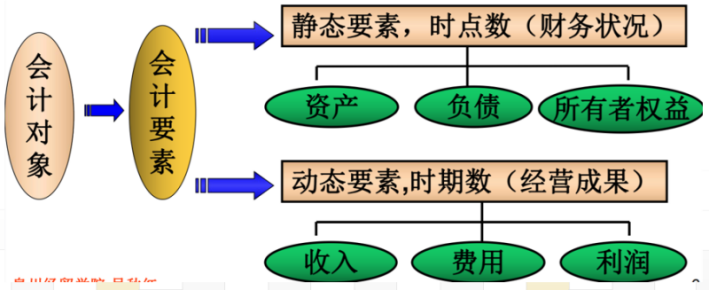 会计对象
会计要素
静态要素，时点数（财务状况）
资产
负债
所有者权益
动态要素,时期数（经营成果）
收入
费用
利润